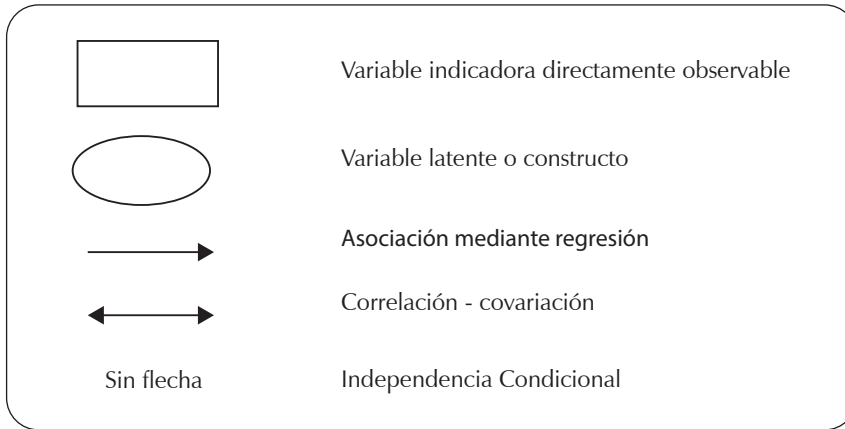 Variable indicadora directamente observable
Variable latente o constructo
Asociación mediante regresión
Correlación - covariación
Sin flecha Independencia Condicional